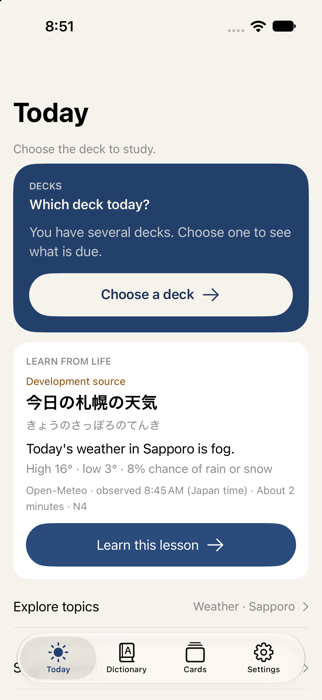 8:51
Today
Choose the deck to study.
DECKS
Which deck today?
You have several decks. Choose one to see
what is due.
Choose a deck →
LEARN FROM LIFE
Development source
今日の札幌の天気
きょうのさっぽろのてんき
Today's weather in Sapporo is fog.
High 16° · low 3° · 8% chance of rain or snow
Open-Meteo · observed 8:45 AM (Japan time) · About 2
minutes · N4
Learn this lesson →
Explore topics
Weather · Sapporo
Today
Dictionary
Cards
Settings